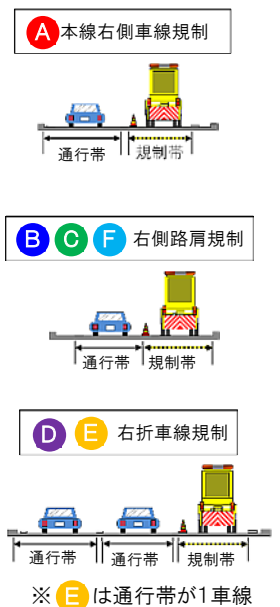 A 本線右側車線規制
通行帯 規制帯
B C F 右側路肩規制
通行帯 規制帯
D E 右折車線規制
通行帯 通行帯 規制帯
※ E は通行帯が1車線